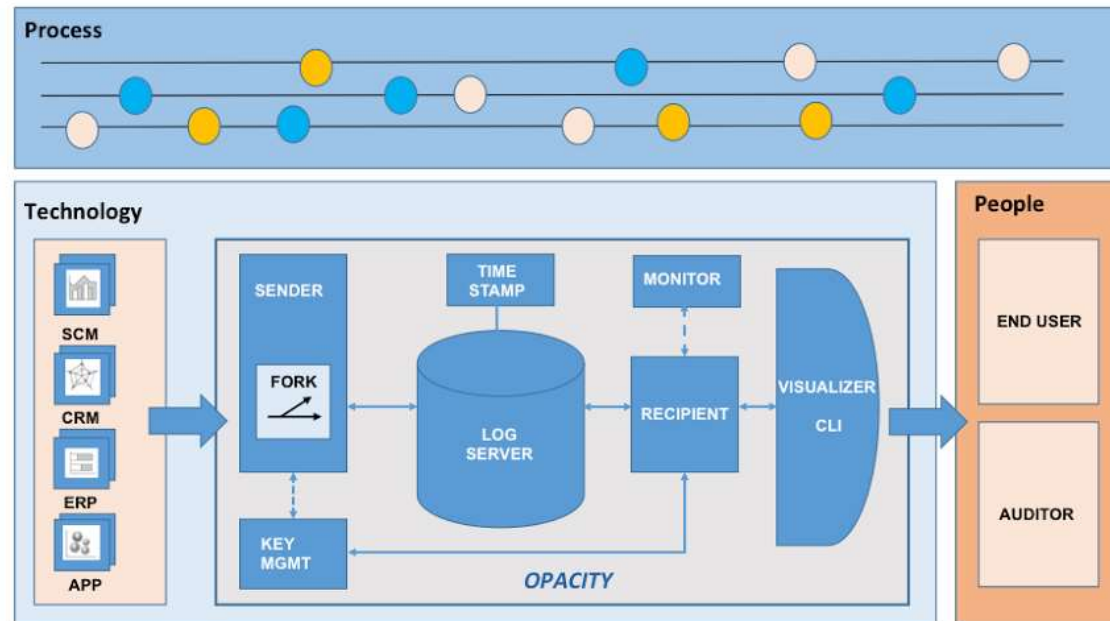 Process
Technology
People
SCM
CRM
ERP
APP
SENDER
FORK
KEY
MGMT
TIME
STAMP
LOG
SERVER
MONITOR
RECIPIENT
VISUALIZER
CLI
OPACITY
END USER
AUDITOR